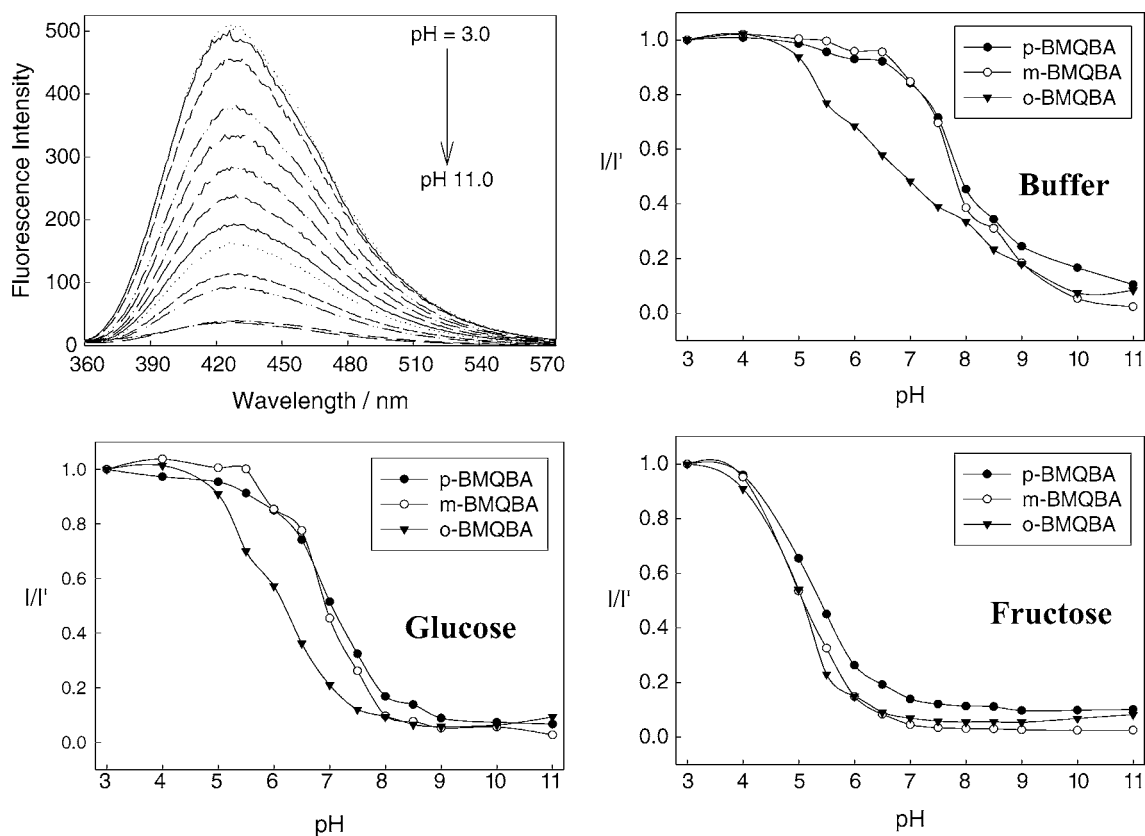 500
400
300
200
100
0
Fluorescence Intensity
pH = 3.0
pH 11.0
360 390 420 450 480 510 540 570
Wavelength / nm
1.0
0.8
0.6
0.4
0.2
0.0
I/I'
p-BMQBA
m-BMQBA
o-BMQBA
Buffer
3 4 5 6 7 8 9 10 11
pH
1.0
0.8
0.6
0.4
0.2
0.0
I/I'
p-BMQBA
m-BMQBA
o-BMQBA
Glucose
3 4 5 6 7 8 9 10 11
pH
1.0
0.8
0.6
0.4
0.2
0.0
I/I'
p-BMQBA
m-BMQBA
o-BMQBA
Fructose
3 4 5 6 7 8 9 10 11
pH